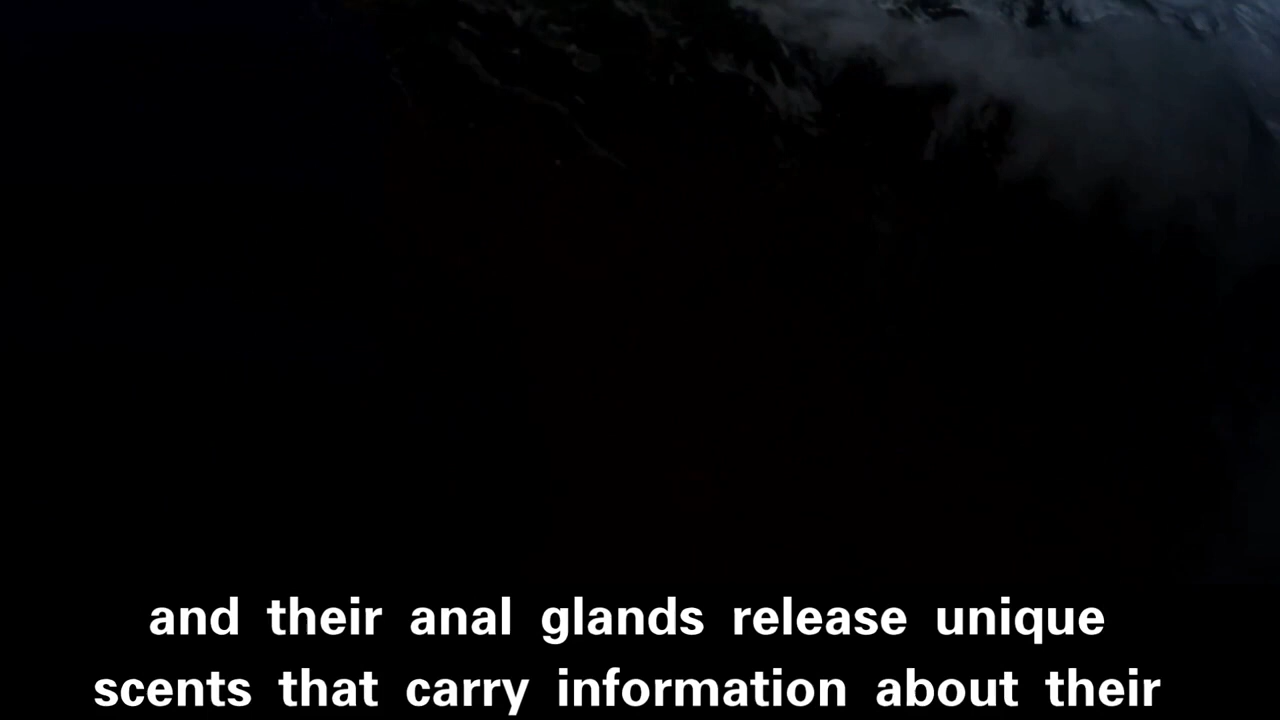 and their anal glands release unique
scents that carry information about their